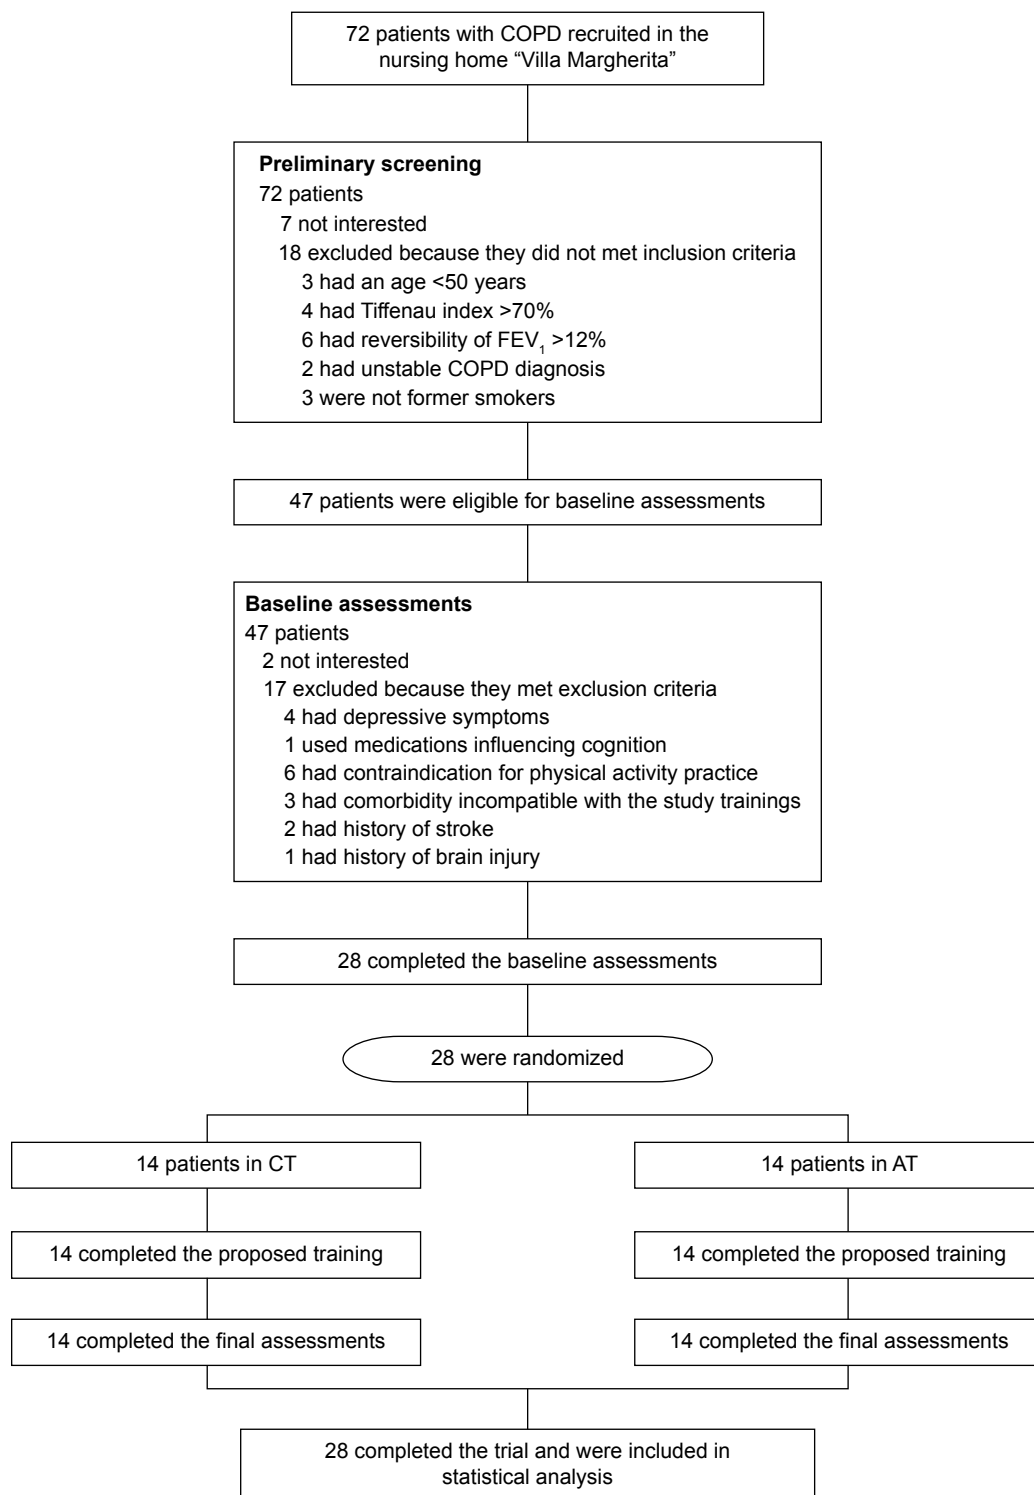 72 patients with COPD recruited in the
nursing home “Villa Margherita”
Preliminary screening
72 patients
7 not interested
18 excluded because they did not met inclusion criteria
3 had an age <50 years
4 had Tiffenau index >70%
6 had reversibility of FEV₁ >12%
2 had unstable COPD diagnosis
3 were not former smokers
47 patients were eligible for baseline assessments
Baseline assessments
47 patients
2 not interested
17 excluded because they met exclusion criteria
4 had depressive symptoms
1 used medications influencing cognition
6 had contraindication for physical activity practice
3 had comorbidity incompatible with the study trainings
2 had history of stroke
1 had history of brain injury
28 completed the baseline assessments
28 were randomized
14 patients in CT
14 patients in AT
14 completed the proposed training
14 completed the proposed training
14 completed the final assessments
14 completed the final assessments
28 completed the trial and were included in
statistical analysis